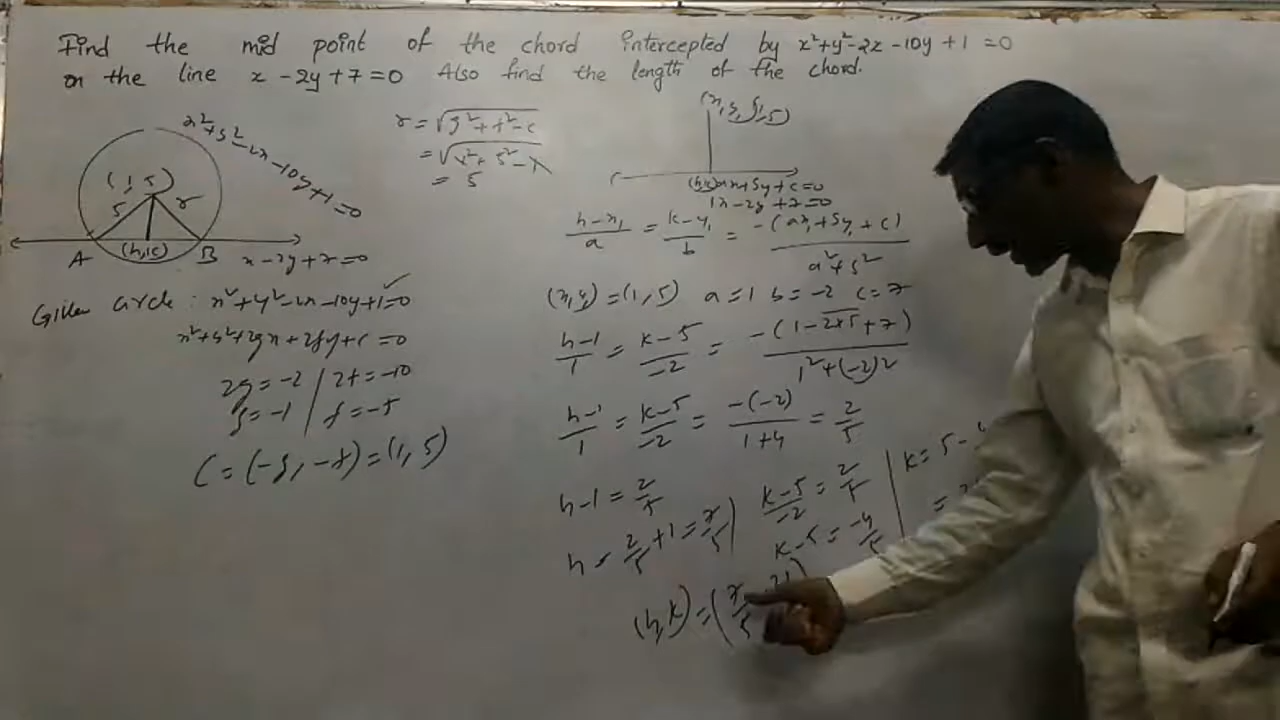 Find the mid point of the chord intercepted by x²+y²-2x-10y+1=0
on the line x-2y+7=0 Also find the length of the chord.
x²+y²-2x-10y+1=0
(1,5)
5 r
A (h,k) B x-2y+7=0
Given circle: x²+y²-2x-10y+1=0 ✓
x²+y²+2gx+2fy+c=0
2g=-2 | 2f=-10
g=-1 | f=-5
C=(-g,-f)=(1,5)
r=√g²+f²-c
=√1²+5²-1
=5
(x₁,y₁)(1,5)
(h,k) ax+by+c=0
1x-2y+7=0
h-x₁/a = k-y₁/b = -(ax₁+by₁+c)/a²+b²
(x₁,y₁)=(1,5) a=1 b=-2 c=7
h-1/1 = k-5/-2 = -(1-2×5+7)/1²+(-2)²
h-1/1 = k-5/-2 = -(-2)/1+4 = 2/5
h-1=2/5
h=2/5+1=7/5
k-5/-2=2/5
k-5=-4/5
k=5-
=
(h,k)=(7/5,